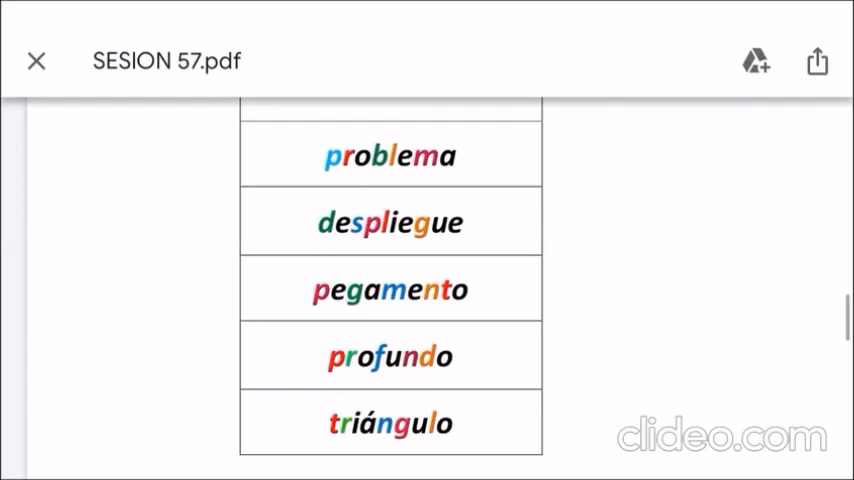 SESION 57.pdf
problema
despliegue
pegamento
profundo
triángulo
clideo.com